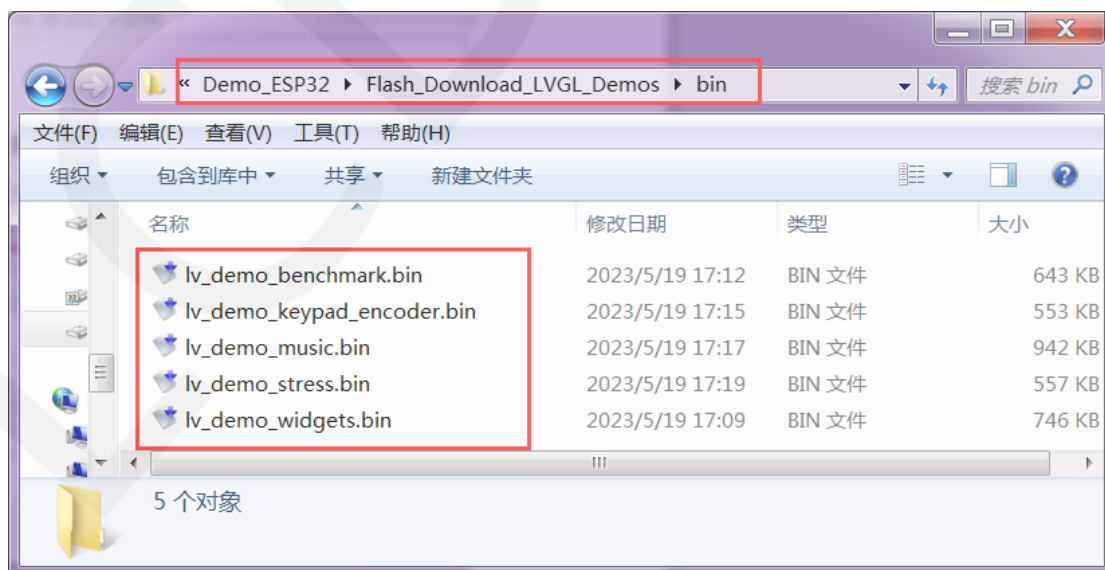 « Demo_ESP32 ▸ Flash_Download_LVGL_Demos ▸ bin 搜索 bin
文件(F) 编辑(E) 查看(V) 工具(T) 帮助(H)
组织 包含到库中 共享 新建文件夹
名称 修改日期 类型 大小
lv_demo_benchmark.bin 2023/5/19 17:12 BIN 文件 643 KB
lv_demo_keypad_encoder.bin 2023/5/19 17:15 BIN 文件 553 KB
lv_demo_music.bin 2023/5/19 17:17 BIN 文件 942 KB
lv_demo_stress.bin 2023/5/19 17:19 BIN 文件 557 KB
lv_demo_widgets.bin 2023/5/19 17:09 BIN 文件 746 KB
5 个对象